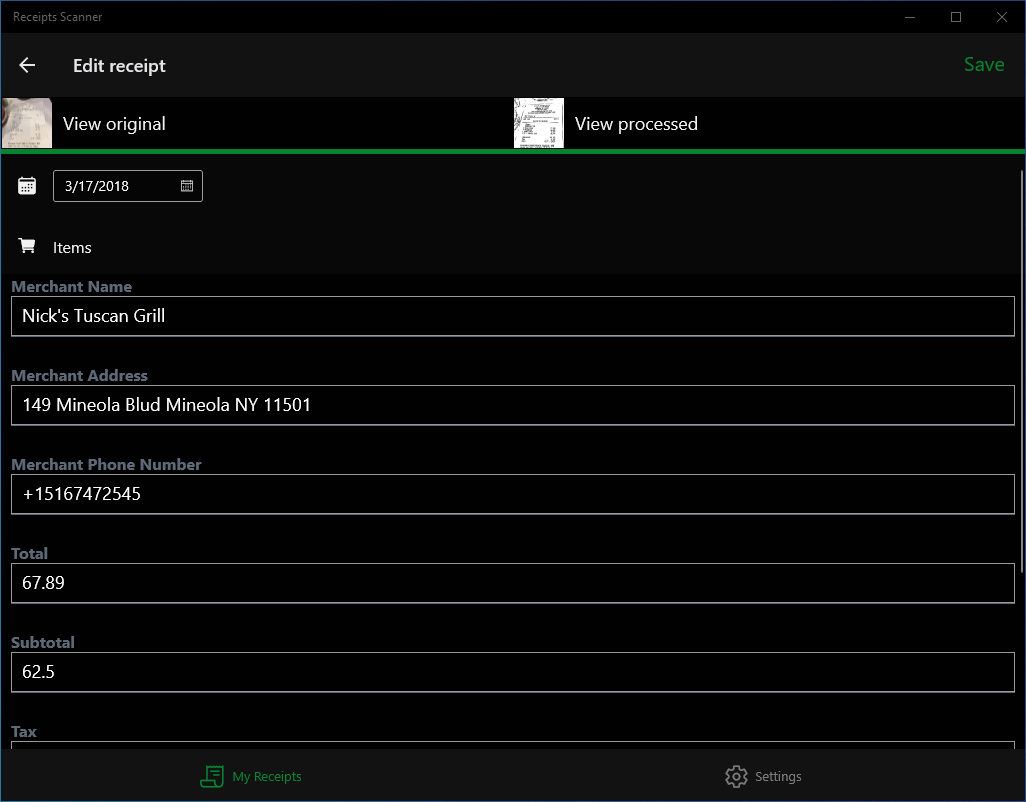 Receipts Scanner
Edit receipt
Save
View original
View processed
3/17/2018
Items
Merchant Name
Nick's Tuscan Grill
Merchant Address
149 Mineola Blud Mineola NY 11501
Merchant Phone Number
+15167472545
Total
67.89
Subtotal
62.5
Tax
My Receipts
Settings